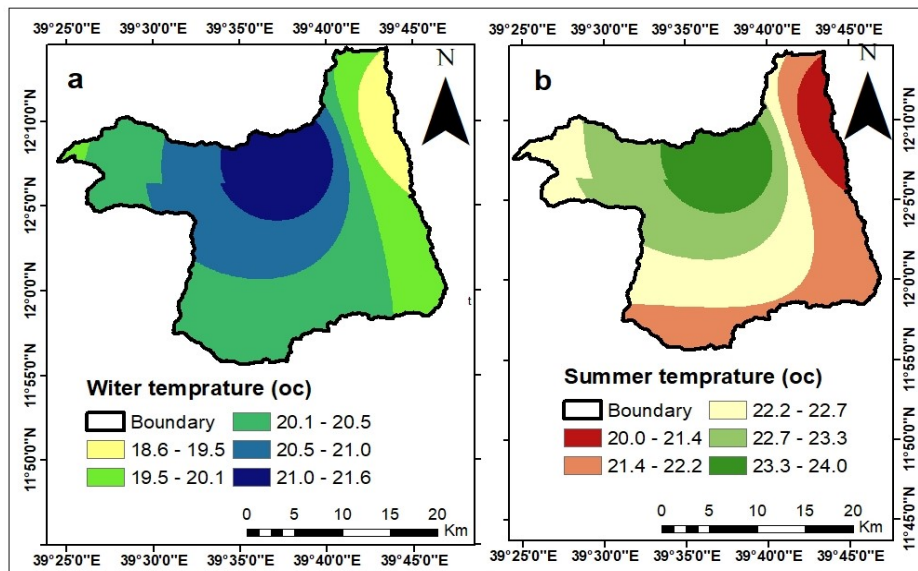 39°25'0"E 39°30'0"E 39°35'0"E 39°40'0"E 39°45'0"E
39°25'0"E 39°30'0"E 39°35'0"E 39°40'0"E 39°45'0"E
a
N
12°10'0"N
12°5'0"N
12°0'0"N
11°55'0"N
11°50'0"N
t
Witer temprature (oc)
Boundary
18.6 - 19.5
19.5 - 20.1
20.1 - 20.5
20.5 - 21.0
21.0 - 21.6
0 5 10 15 20
Km
39°25'0"E 39°30'0"E 39°35'0"E 39°40'0"E 39°45'0"E
b
N
12°10'0"N
12°5'0"N
12°0'0"N
11°55'0"N
11°50'0"N
11°45'0"N
Summer temprature (oc)
Boundary
20.0 - 21.4
21.4 - 22.2
22.2 - 22.7
22.7 - 23.3
23.3 - 24.0
0 5 10 15 20
Km
39°30'0"E 39°35'0"E 39°40'0"E 39°45'0"E